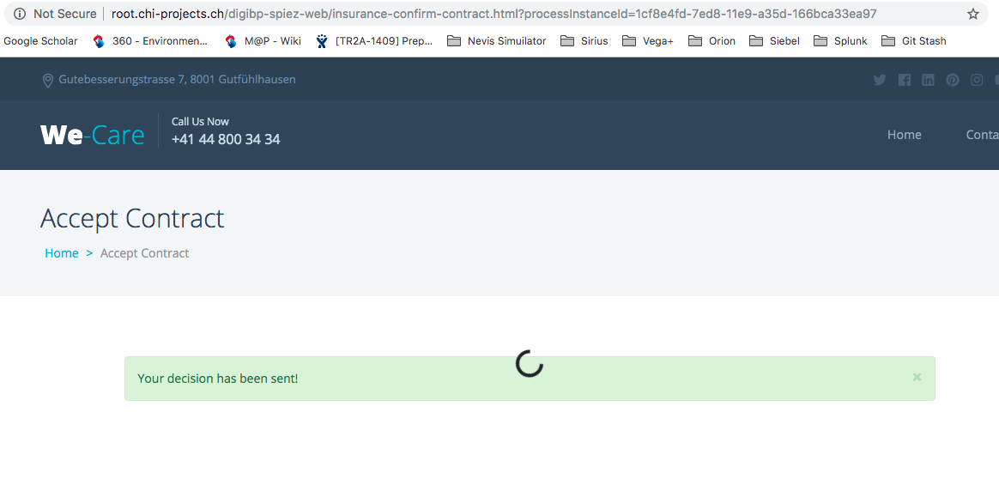 Not Secure | root.chi-projects.ch/digibp-spiez-web/insurance-confirm-contract.html?processInstanceId=1cf8e4fd-7ed8-11e9-a35d-166bca33ea97
Google Scholar 360 - Environmen... M@P - Wiki [TR2A-1409] Prep... Nevis Simuilator Sirius Vega+ Orion Siebel Splunk Git Stash
Gutebesserungstrasse 7, 8001 Gutfühlhausen
We-Care
Call Us Now
+41 44 800 34 34
Home Conta
Accept Contract
Home > Accept Contract
Your decision has been sent! ×